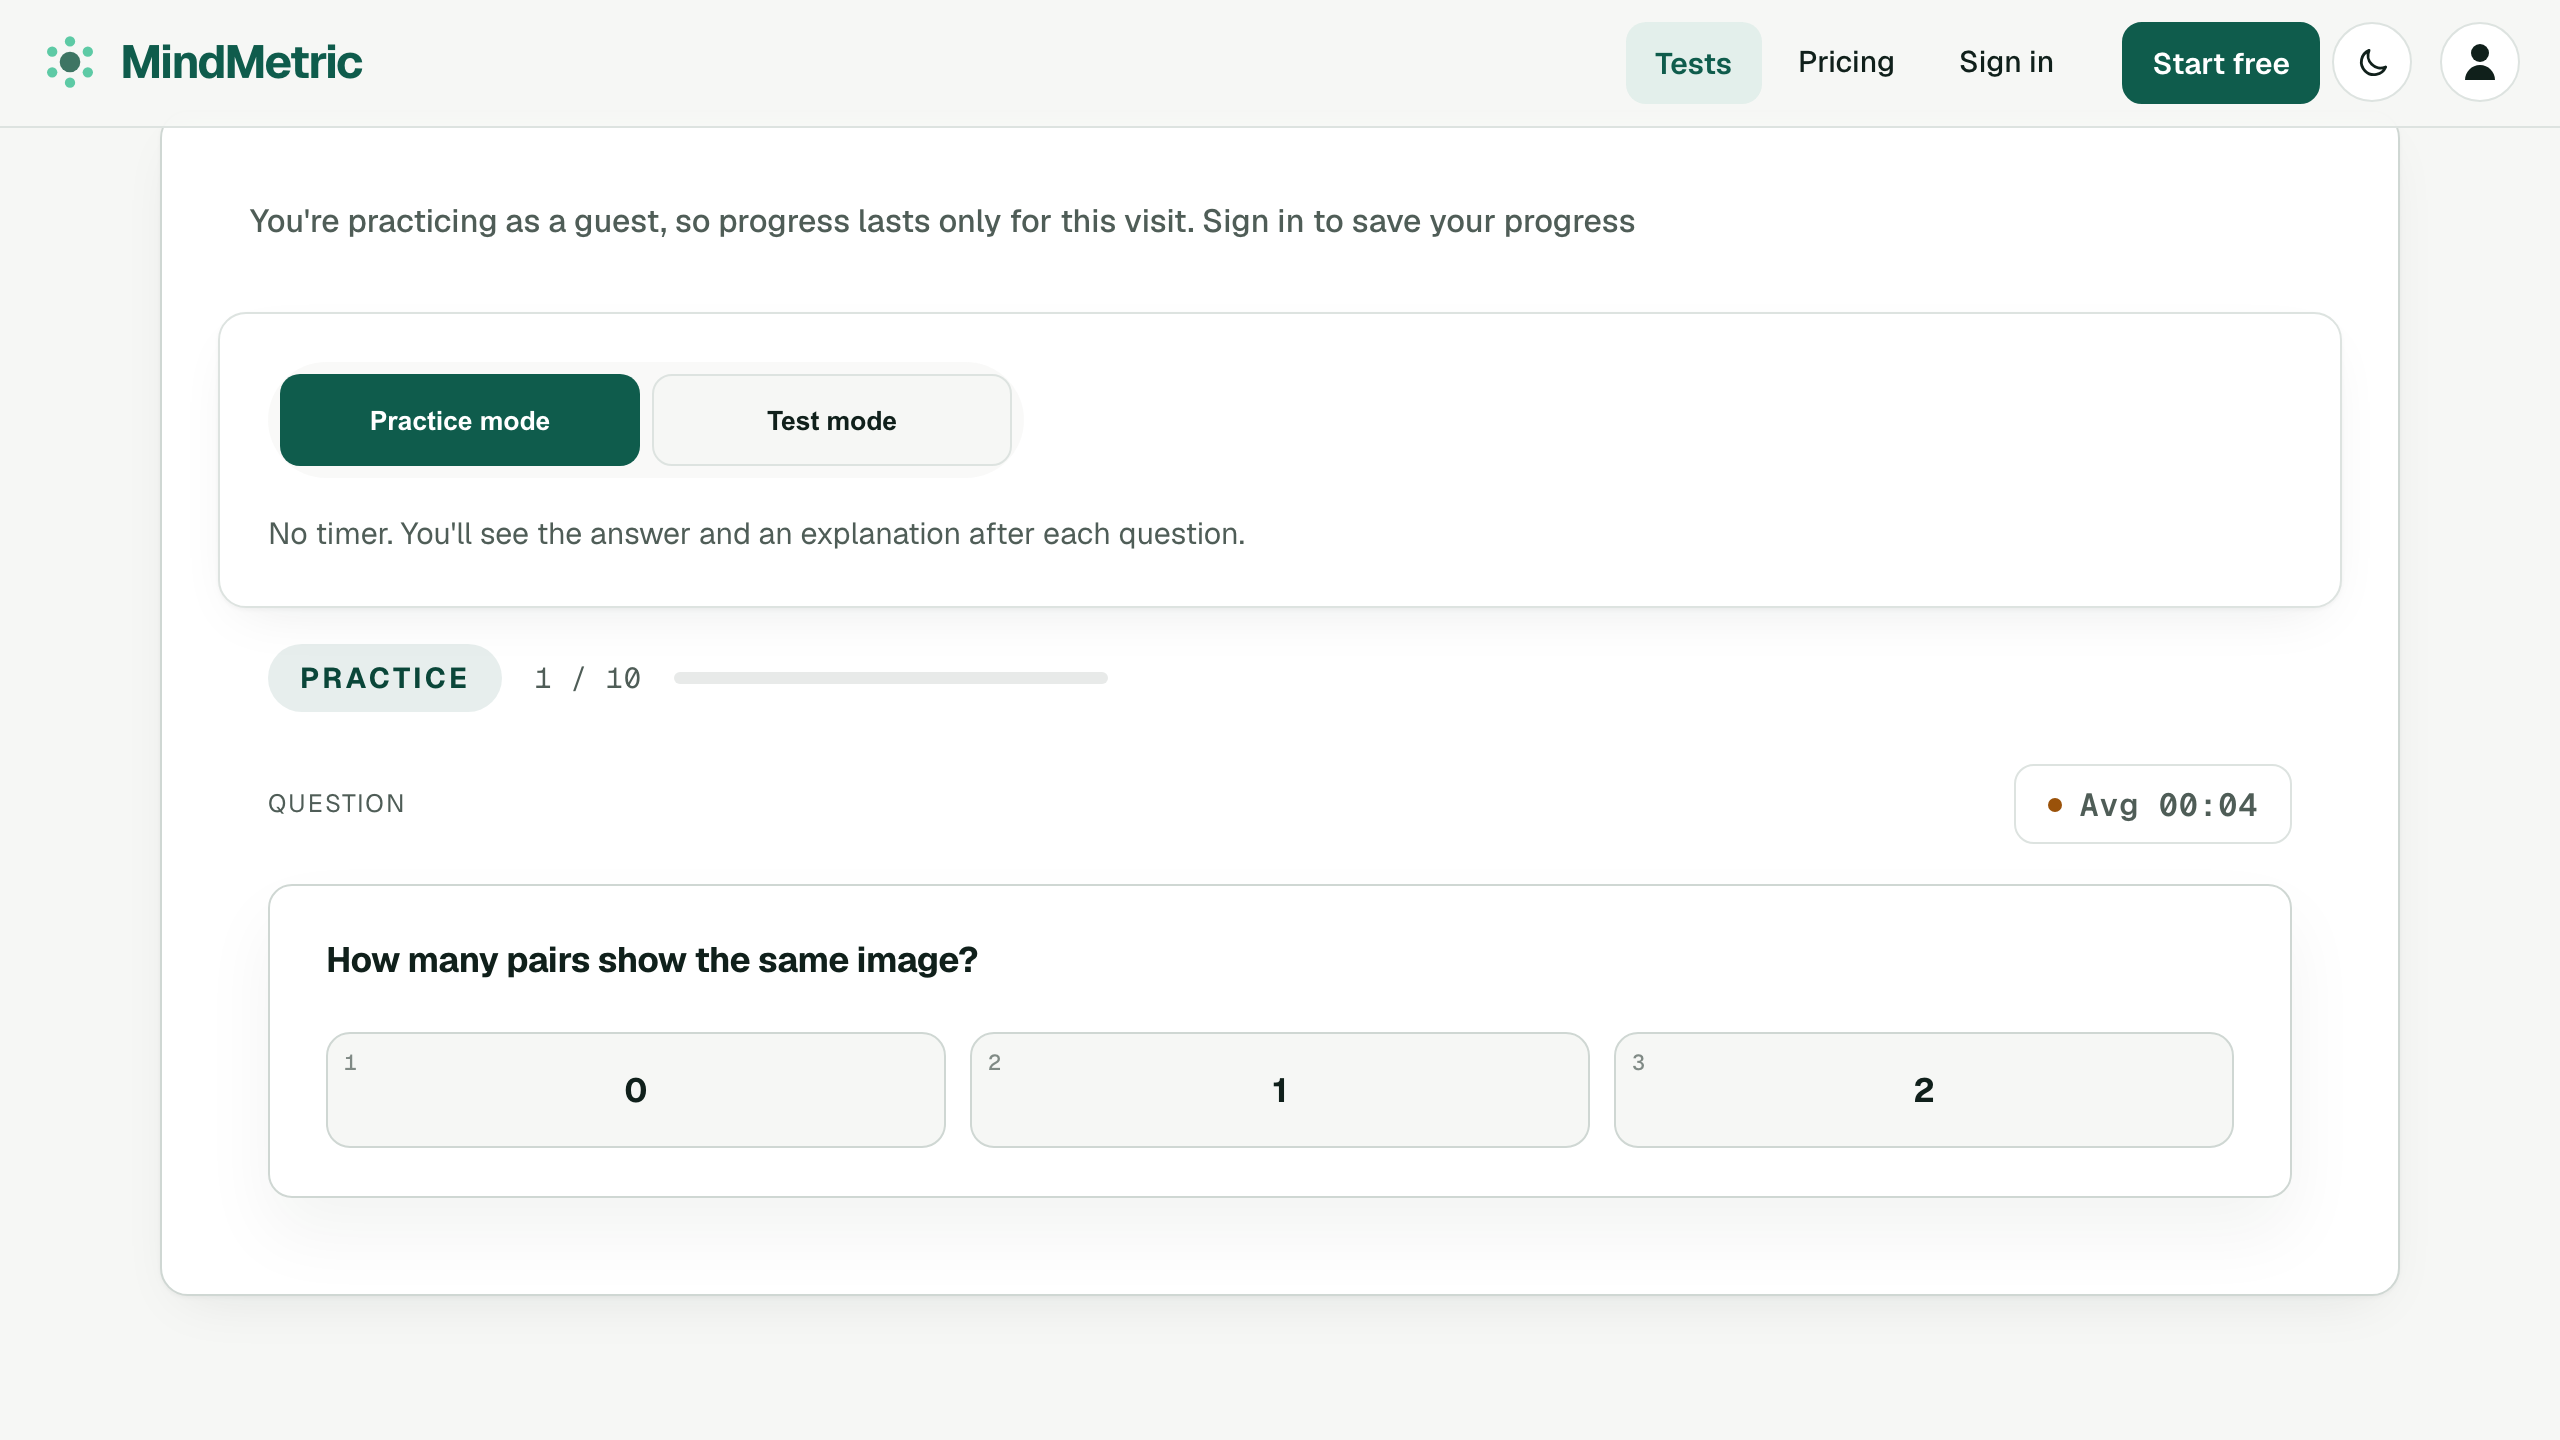 MindMetric
Tests
Pricing
Sign in
Start free
You're practicing as a guest, so progress lasts only for this visit. Sign in to save your progress
Practice mode
Test mode
No timer. You'll see the answer and an explanation after each question.
PRACTICE
1 / 10
QUESTION
Avg 00:04
How many pairs show the same image?
1
0
2
1
3
2